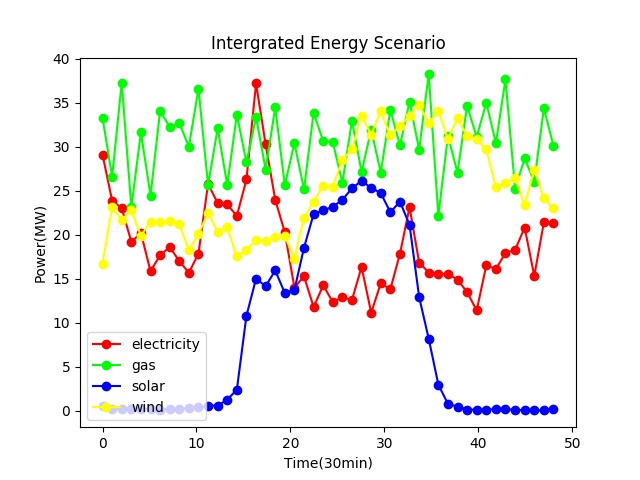 Intergrated Energy Scenario
Power(MW)
40
35
30
25
20
15
10
5
0
electricity
gas
solar
wind
0 10 20 30 40 50
Time(30min)